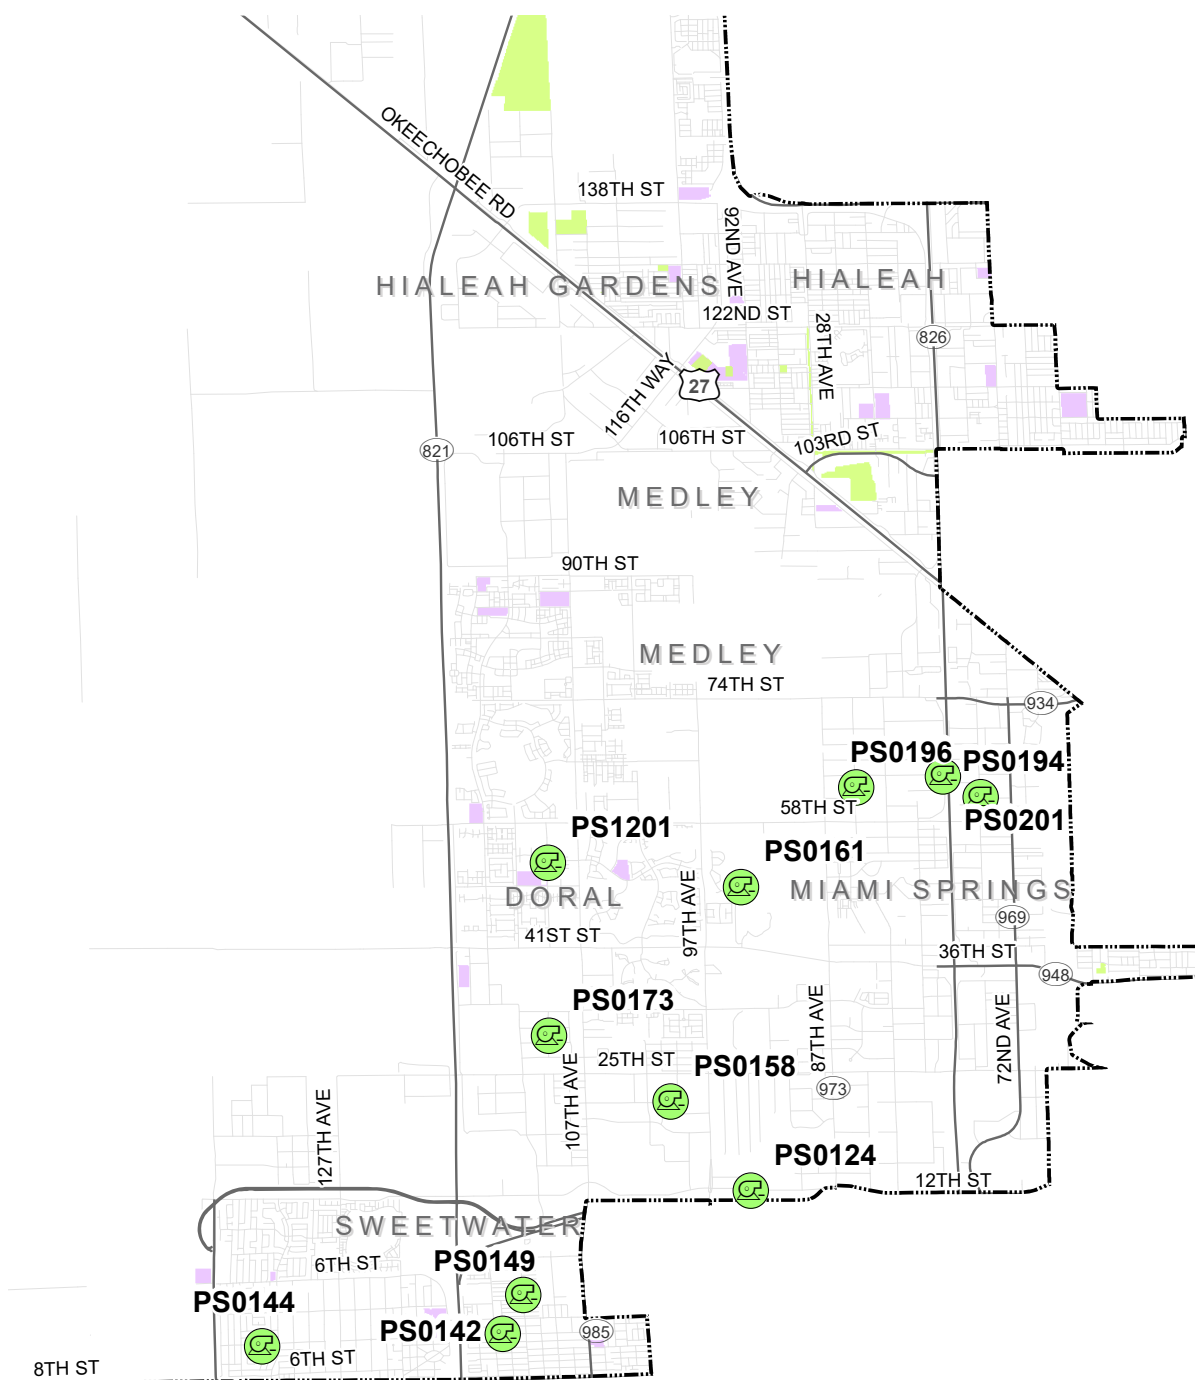 OKEECHOBEE RD
138TH ST
92ND AVE
HIALEAH GARDENS
HIALEAH
122ND ST
28TH AVE
826
116TH WAY
27
106TH ST
106TH ST
103RD ST
821
MEDLEY
90TH ST
MEDLEY
74TH ST
934
PS0196
PS0194
58TH ST
PS0201
PS1201
PS0161
DORAL
MIAMI SPRINGS
97TH AVE
969
41ST ST
36TH ST
948
PS0173
87TH AVE
72ND AVE
25TH ST
PS0158
973
107TH AVE
127TH AVE
PS0124
12TH ST
SWEETWATER
6TH ST
PS0149
PS0144
PS0142
985
6TH ST
8TH ST